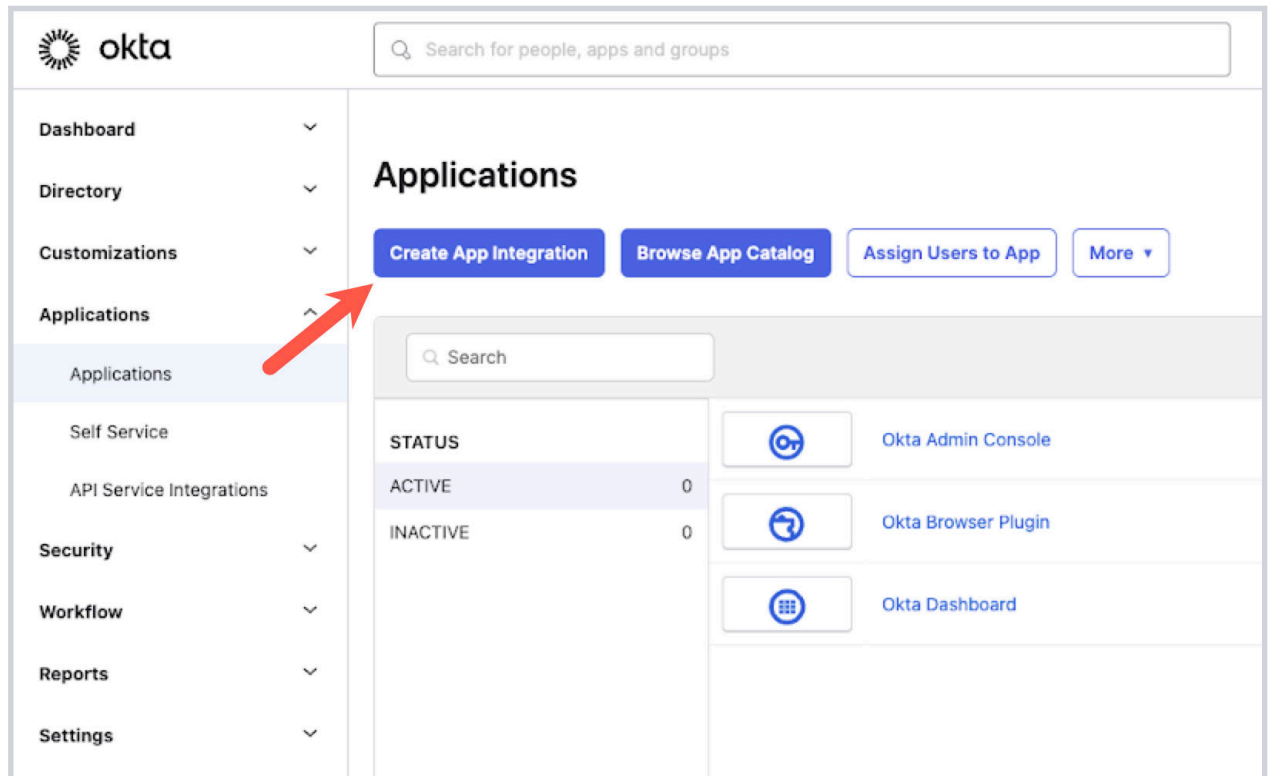 okta
Search for people, apps and groups
Dashboard
Directory
Customizations
Applications
Applications
Self Service
API Service Integrations
Security
Workflow
Reports
Settings
Applications
Create App Integration
Browse App Catalog
Assign Users to App
More
Search
STATUS
ACTIVE 0
INACTIVE 0
Okta Admin Console
Okta Browser Plugin
Okta Dashboard